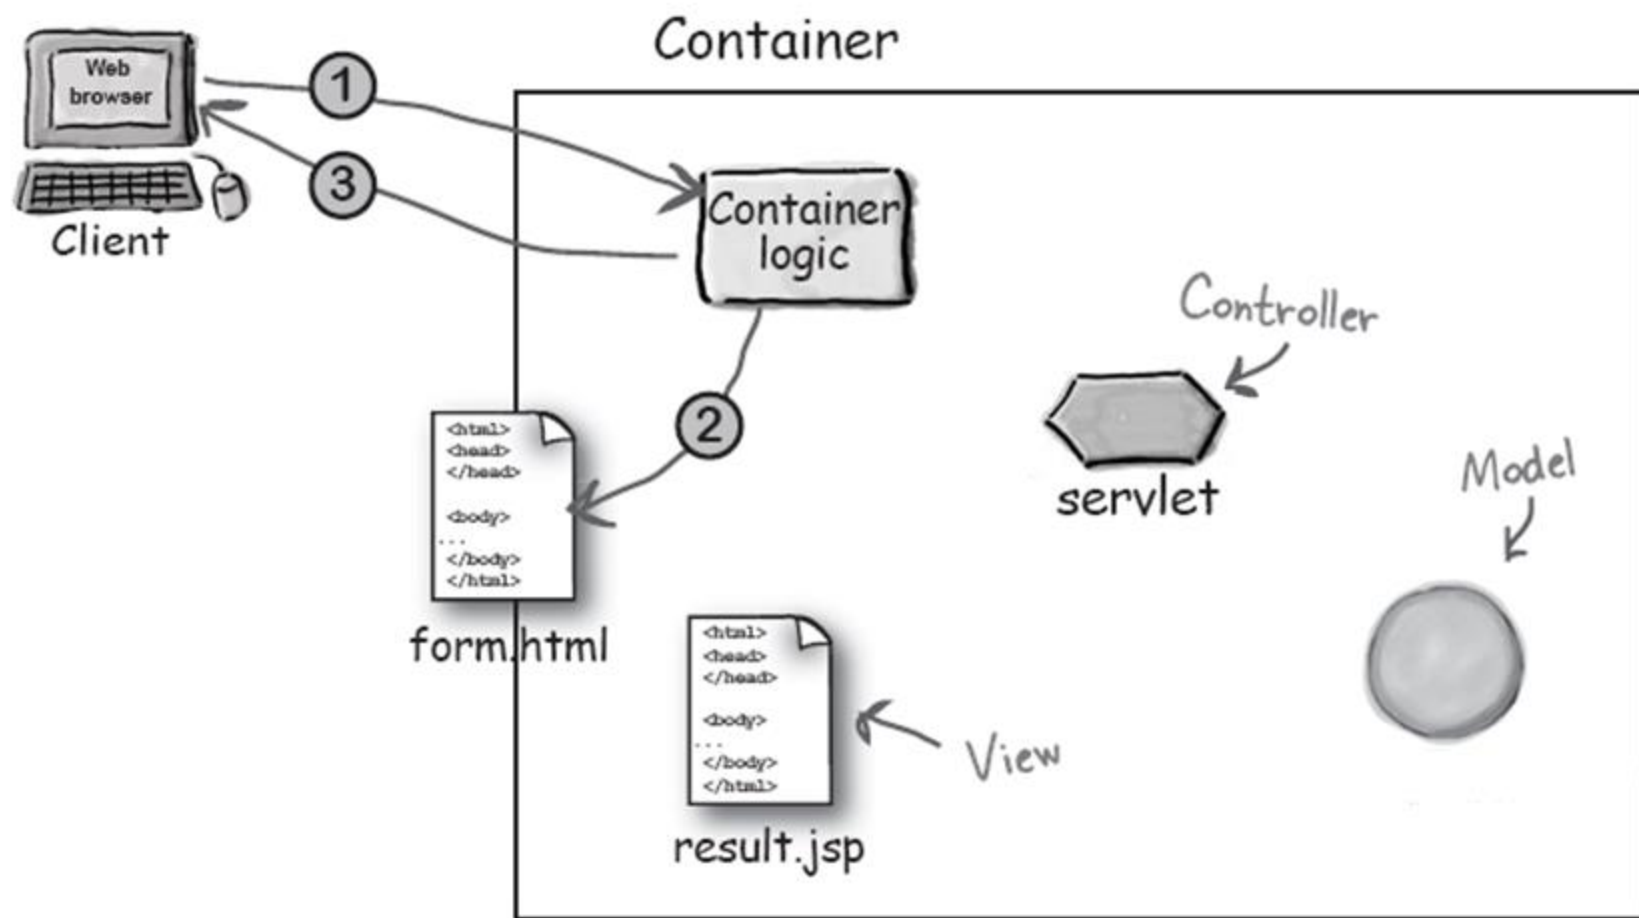 Container
Web
browser
1
3
Client
Container
logic
Controller
2
<html>
<head>
</head>
<body>
...
</body>
</html>
form.html
servlet
Model
<html>
<head>
</head>
<body>
...
</body>
</html>
View
result.jsp